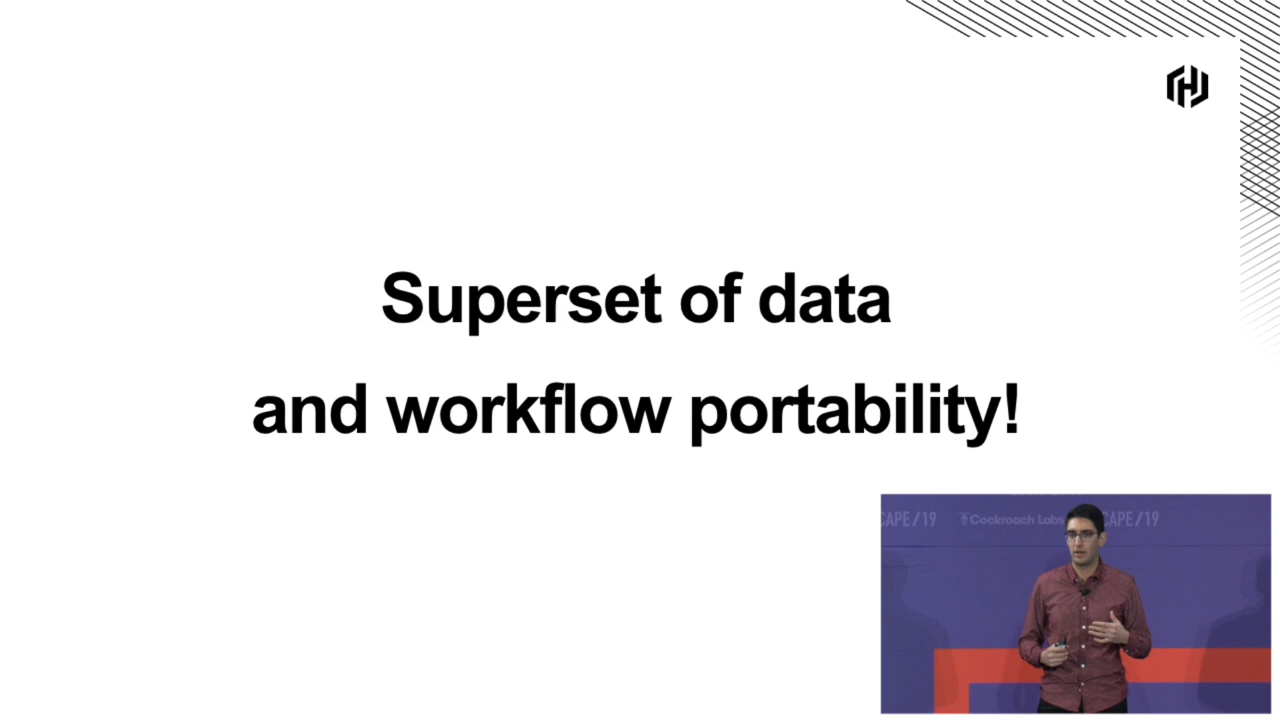 Superset of data
and workflow portability!
CAPE/19 Cockroach Labs CAPE/19